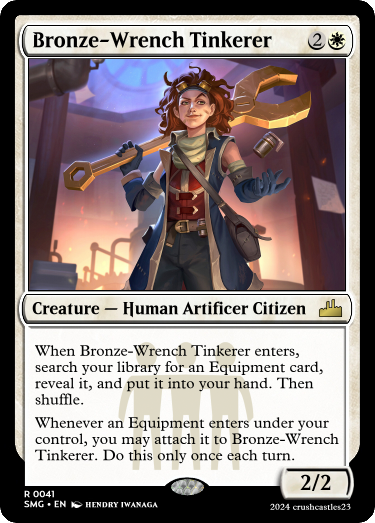 Bronze-Wrench Tinkerer 2
Creature — Human Artificer Citizen
When Bronze-Wrench Tinkerer enters,
search your library for an Equipment card,
reveal it, and put it into your hand. Then
shuffle.
Whenever an Equipment enters under your
control, you may attach it to Bronze-Wrench
Tinkerer. Do this only once each turn.
2/2
R 0041
SMG • EN HENDRY IWANAGA
2024 crushcastles23